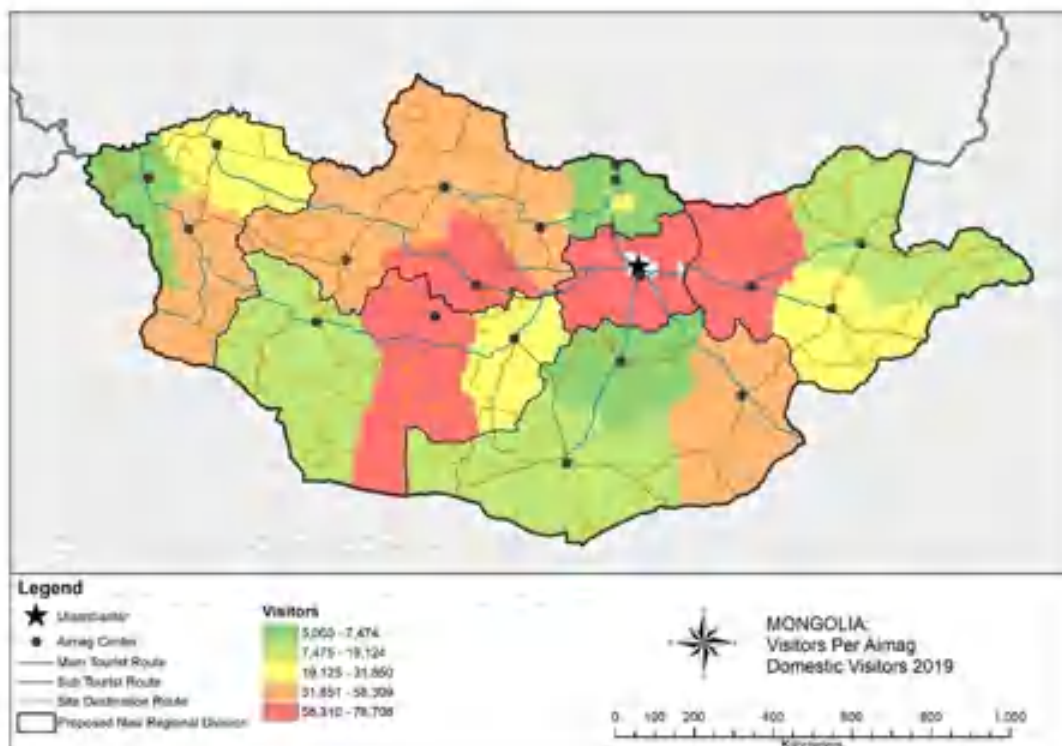 Legend
Aimag Center
Main Tourist Route
Sub Tourist Route
Site Destination Route
Proposed New Regional Division
Visitors
7,475 - 19,124
19,125 - 31,850
31,851 - 58,309
MONGOLIA:
Visitors Per Aimag
Domestic Visitors 2019
0 100 200 400 600 800 1,000
Kilometers